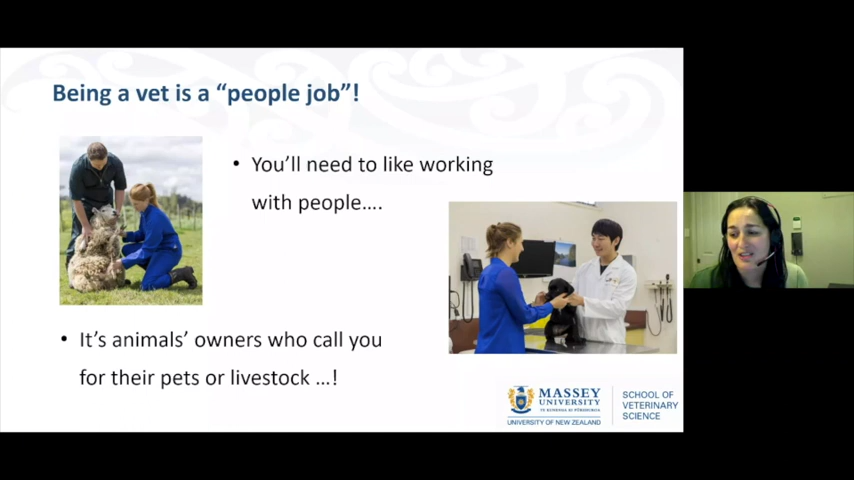 Being a vet is a “people job”!
• You’ll need to like working
with people….
• It’s animals’ owners who call you
for their pets or livestock …!
MASSEY
UNIVERSITY
TE KUNENGA KI PŪREHUROA
UNIVERSITY OF NEW ZEALAND
SCHOOL OF
VETERINARY
SCIENCE